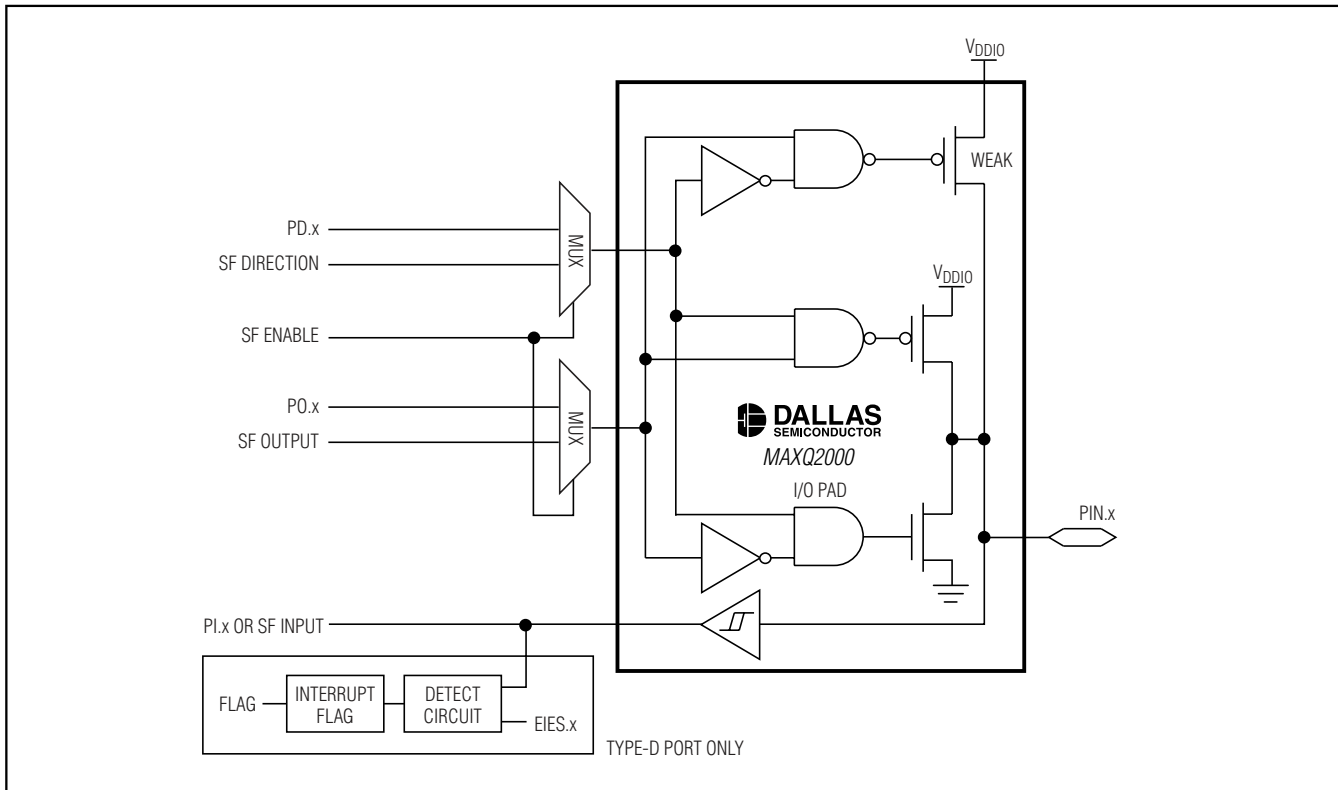 VDDIO
WEAK
PD.x
MUX
SF DIRECTION
VDDIO
SF ENABLE
PO.x
MUX
SF OUTPUT
DALLAS
SEMICONDUCTOR
MAXQ2000
I/O PAD
PIN.x
PI.x OR SF INPUT
FLAG
INTERRUPT
FLAG
DETECT
CIRCUIT
EIES.x
TYPE-D PORT ONLY